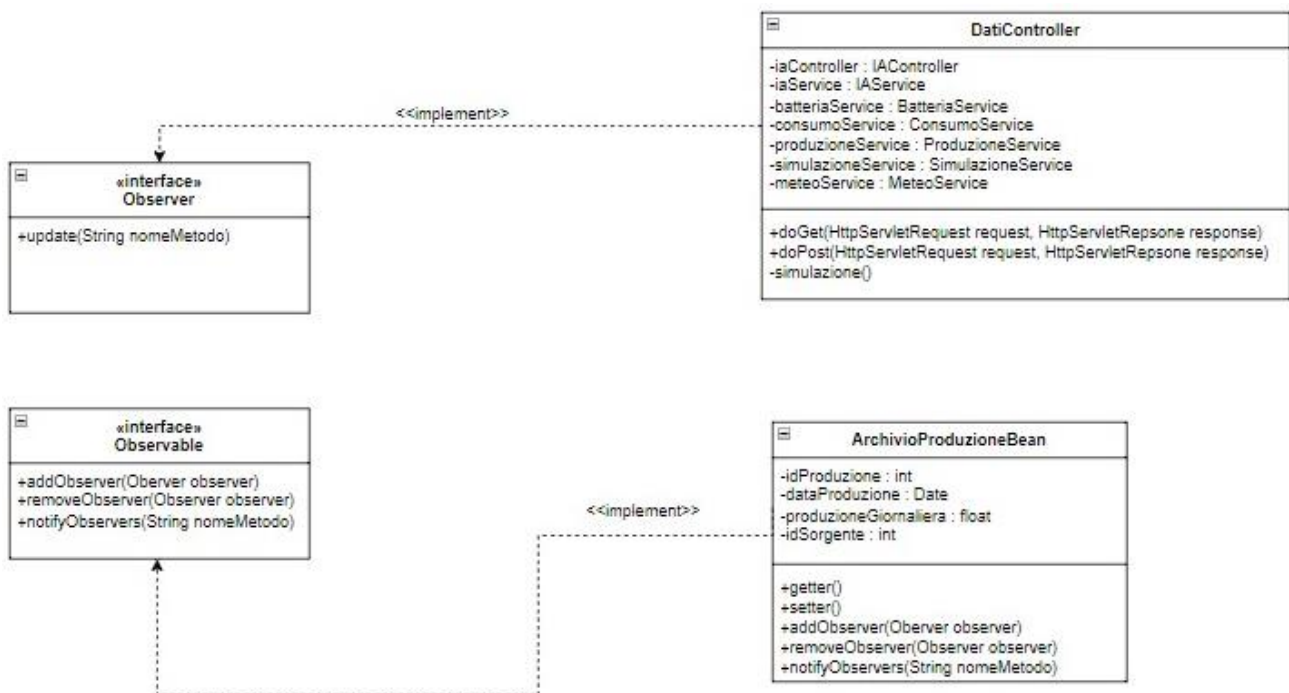 DatiController
-iaController : IAController
-iaService : IAService
-batteriaService : BatteriaService
-consumoService : ConsumoService
-produzioneService : ProduzioneService
-simulazioneService : SimulazioneService
-meteoService : MeteoService
+doGet(HttpServletRequest request, HttpServletRepsone response)
+doPost(HttpServletRequest request, HttpServletRepsone response)
-simulazione()
<<implement>>
«interface»
Observer
+update(String nomeMetodo)
«interface»
Observable
+addObserver(Oberver observer)
+removeObserver(Observer observer)
+notifyObservers(String nomeMetodo)
<<implement>>
ArchivioProduzioneBean
-idProduzione : int
-dataProduzione : Date
-produzioneGiornaliera : float
-idSorgente : int
+getter()
+setter()
+addObserver(Oberver observer)
+removeObserver(Observer observer)
+notifyObservers(String nomeMetodo)